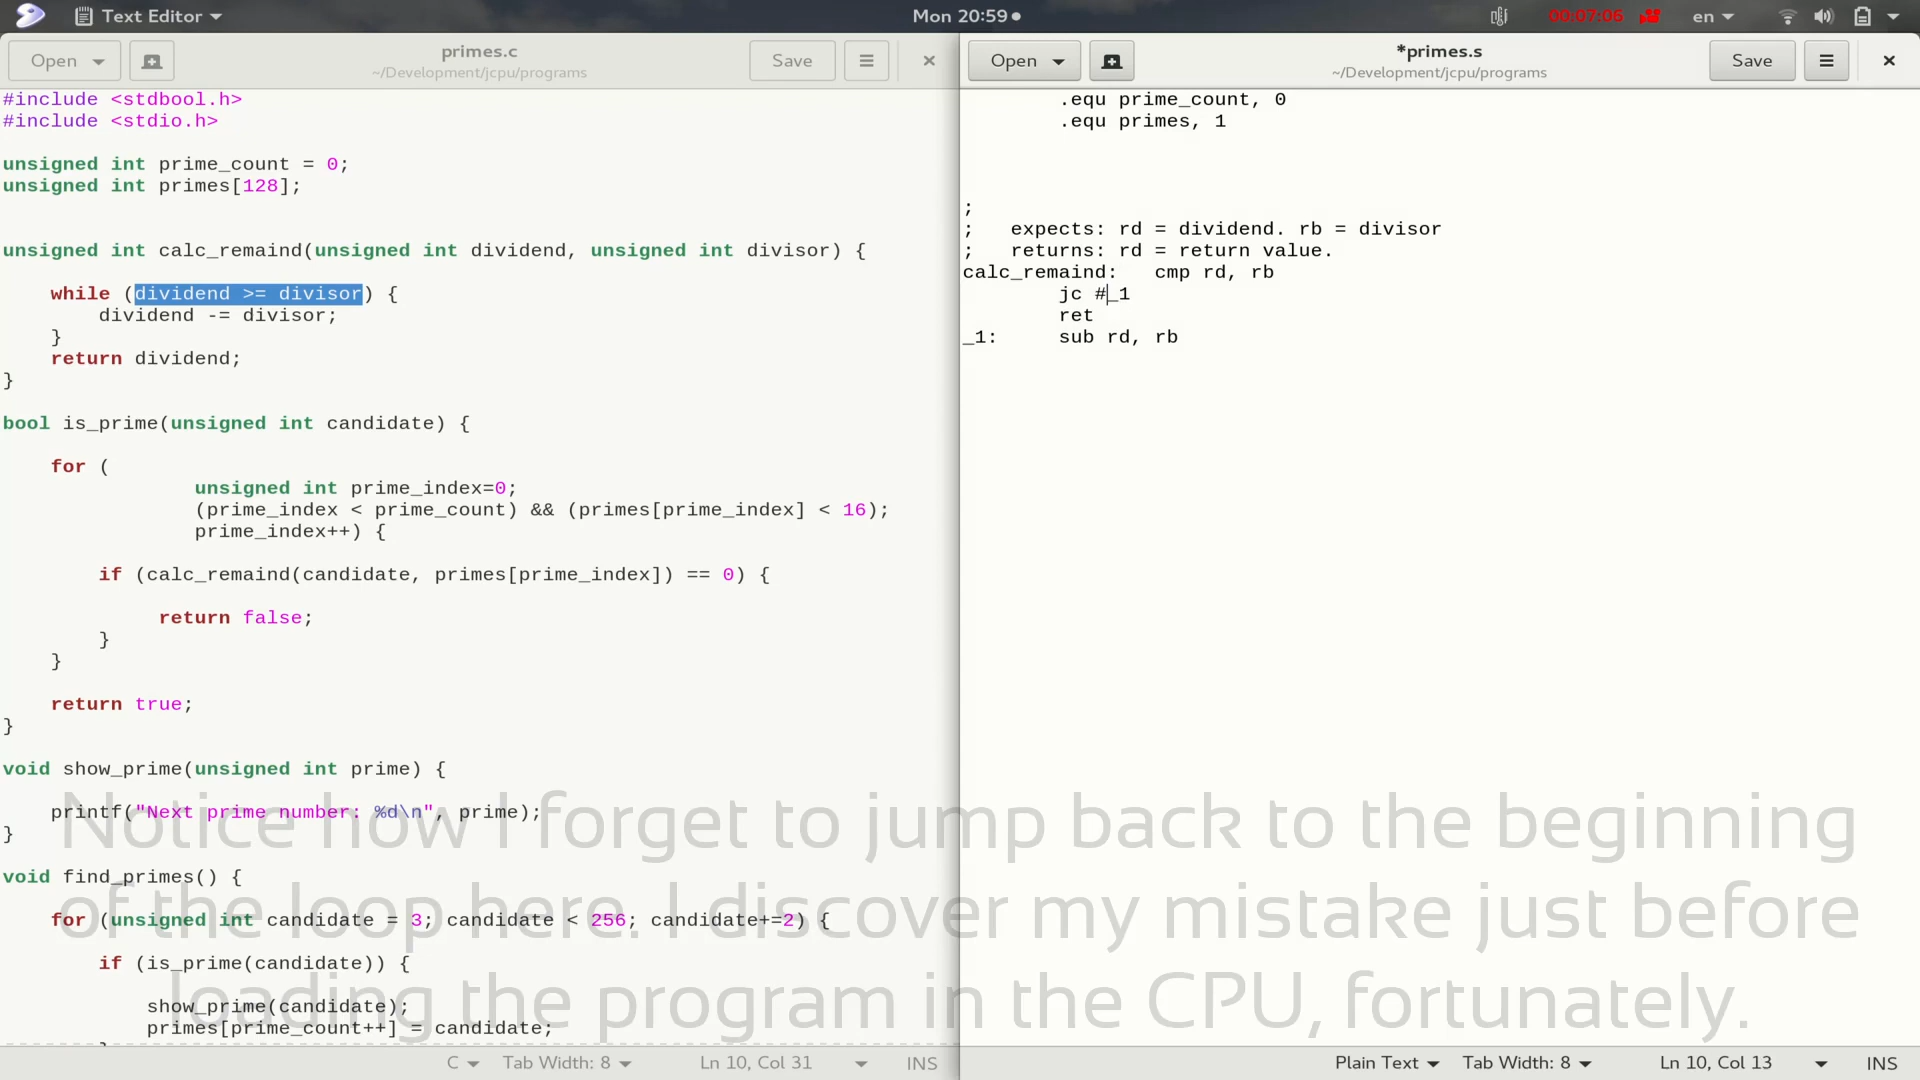 Text Editor Mon 20:59 00:07:06 en
Open primes.c Save
~/Development/jcpu/programs
#include <stdbool.h>
#include <stdio.h>
unsigned int prime_count = 0;
unsigned int primes[128];
unsigned int calc_remaind(unsigned int dividend, unsigned int divisor) {
while (dividend >= divisor) {
dividend -= divisor;
}
return dividend;
}
bool is_prime(unsigned int candidate) {
for (
unsigned int prime_index=0;
(prime_index < prime_count) && (primes[prime_index] < 16);
prime_index++) {
if (calc_remaind(candidate, primes[prime_index]) == 0) {
return false;
}
}
return true;
}
void show_prime(unsigned int prime) {
printf("Next prime number: %d\n", prime);
}
void find_primes() {
for (unsigned int candidate = 3; candidate < 256; candidate+=2) {
if (is_prime(candidate)) {
show_prime(candidate);
primes[prime_count++] = candidate;
C Tab Width: 8 Ln 10, Col 31 INS
Open *primes.s Save
~/Development/jcpu/programs
.equ prime_count, 0
.equ primes, 1
;
; expects: rd = dividend. rb = divisor
; returns: rd = return value.
calc_remaind: cmp rd, rb
jc #_1
ret
_1: sub rd, rb
Plain Text Tab Width: 8 Ln 10, Col 13 INS
Notice how I forget to jump back to the beginning
of the loop here. I discover my mistake just before
loading the program in the CPU, fortunately.